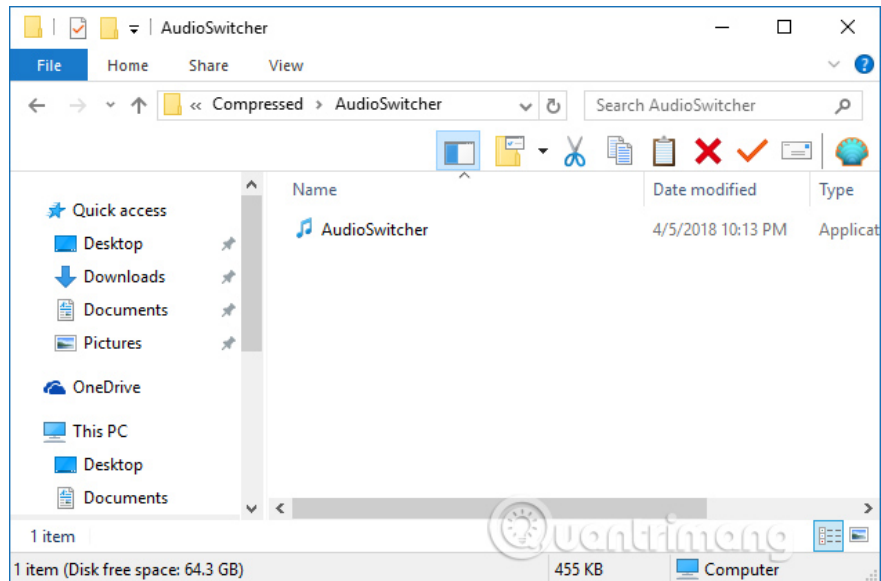 AudioSwitcher
File Home Share View
« Compressed > AudioSwitcher Search AudioSwitcher
Name Date modified Type
Quick access
AudioSwitcher 4/5/2018 10:13 PM Applicat
Desktop
Downloads
Documents
Pictures
OneDrive
This PC
Desktop
Documents
Quantrimang
1 item
1 item (Disk free space: 64.3 GB) 455 KB Computer